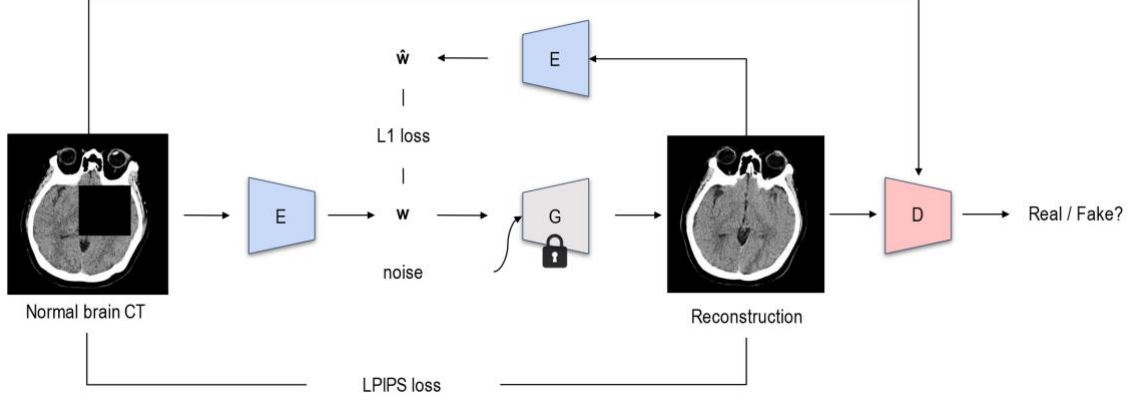 ŵ
E
L1 loss
E
w
G
D
Real / Fake?
noise
Normal brain CT
Reconstruction
LPIPS loss